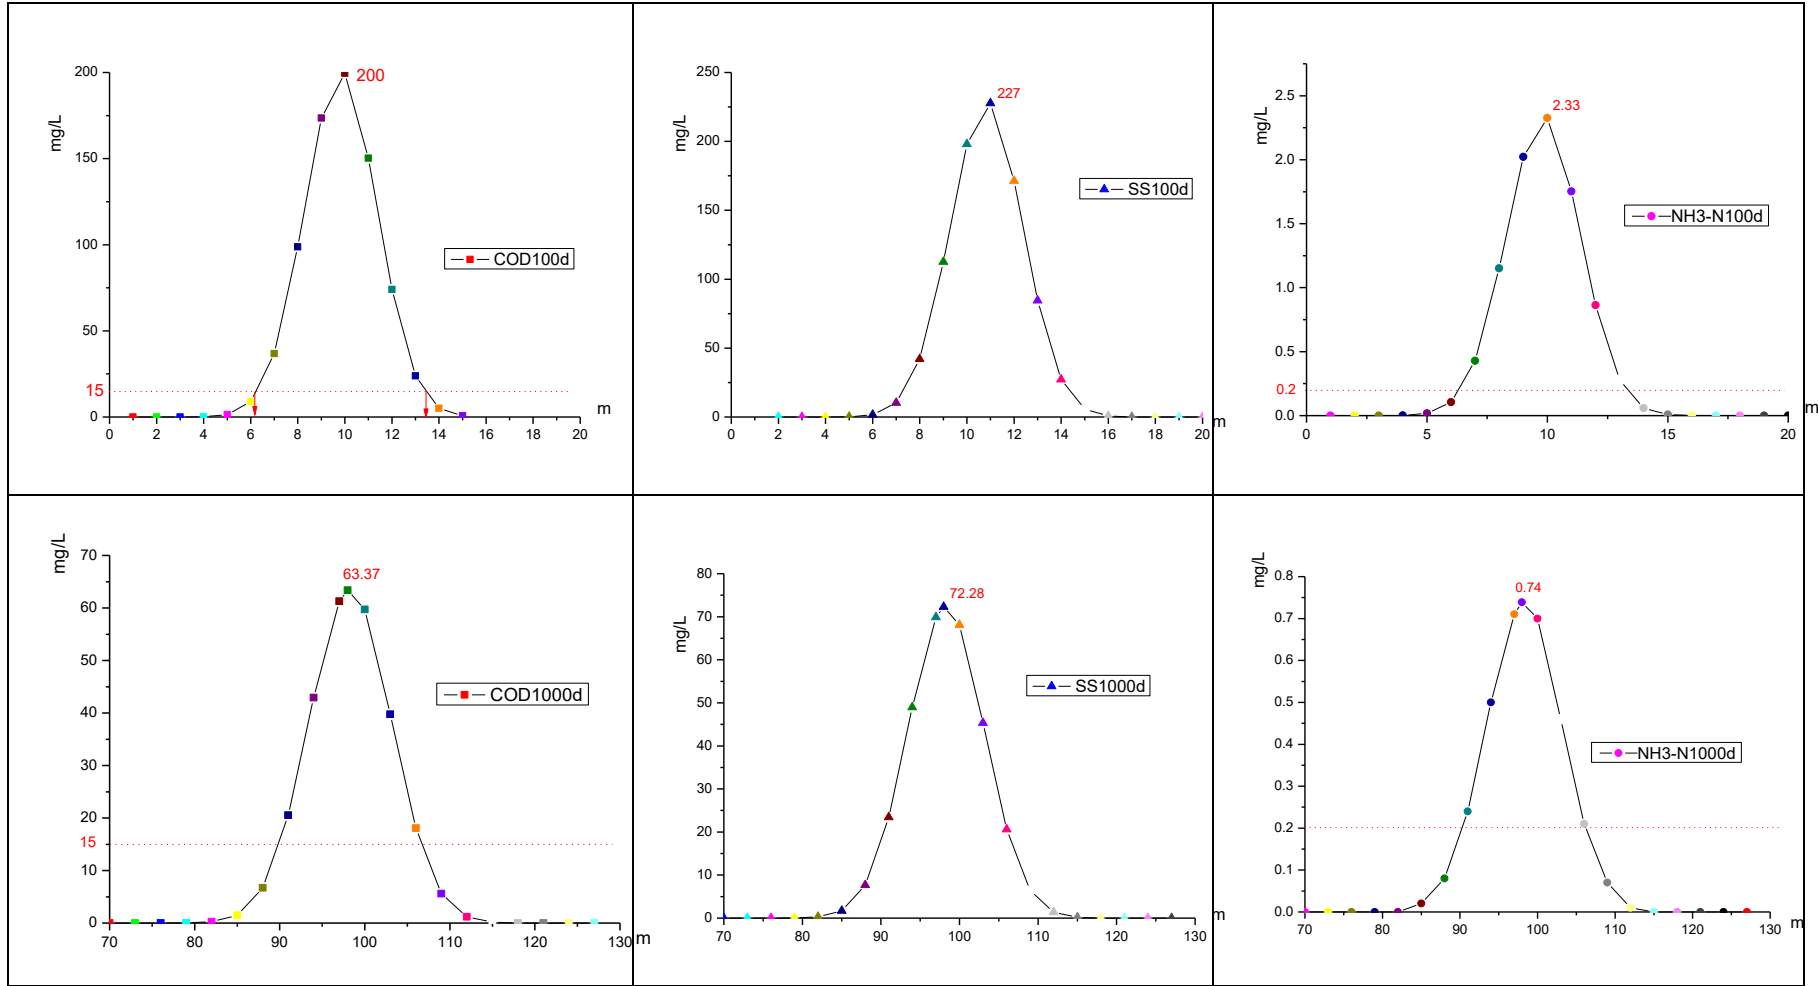 200
150
100
50
15
0
mg/L
200
COD100d
0 2 4 6 8 10 12 14 16 18 20
m
250
200
150
100
50
0
mg/L
227
SS100d
0 2 4 6 8 10 12 14 16 18 20
m
2.5
2.0
1.5
1.0
0.5
0.2
0.0
mg/L
2.33
NH3-N100d
0 5 10 15 20
m
70
60
50
40
30
20
15
10
0
mg/L
63.37
COD1000d
70 80 90 100 110 120 130
m
80
70
60
50
40
30
20
10
0
mg/L
72.28
SS1000d
70 80 90 100 110 120 130
m
0.8
0.7
0.6
0.5
0.4
0.3
0.2
0.1
0.0
mg/L
0.74
NH3-N1000d
70 80 90 100 110 120 130
m